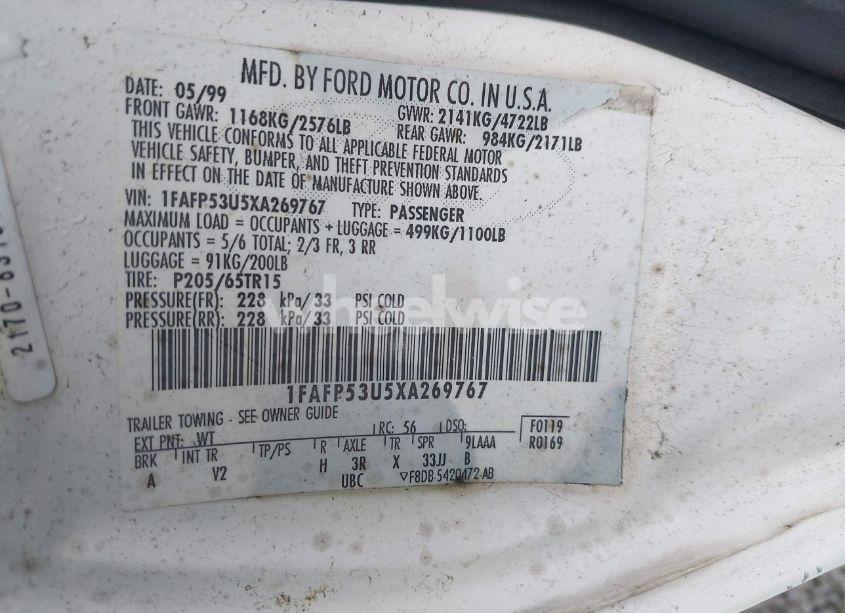 MFD. BY FORD MOTOR CO. IN U.S.A.
DATE: 05/99 GVWR: 2141KG/4722LB
FRONT GAWR: 1168KG/2576LB REAR GAWR: 984KG/2171LB
THIS VEHICLE CONFORMS TO ALL APPLICABLE FEDERAL MOTOR
VEHICLE SAFETY, BUMPER, AND THEFT PREVENTION STANDARDS
IN EFFECT ON THE DATE OF MANUFACTURE SHOWN ABOVE.
VIN: 1FAFP53U5XA269767 TYPE: PASSENGER
MAXIMUM LOAD = OCCUPANTS + LUGGAGE = 499KG/1100LB
OCCUPANTS = 5/6 TOTAL; 2/3 FR, 3 RR
LUGGAGE = 91KG/200LB
TIRE: P205/65TR15
PRESSURE(FR): 228 kPa/33 PSI COLD
PRESSURE(RR): 228 kPa/33 PSI COLD
wheelwise
1FAFP53U5XA269767
TRAILER TOWING - SEE OWNER GUIDE
EXT PNT: WT RC: 56 DSO: F0119
BRK INT TR TP/PS R AXLE TR SPR 9LAAA R0169
A V2 H 3R X 33JJ B
UBC F8DB-5420472-AB